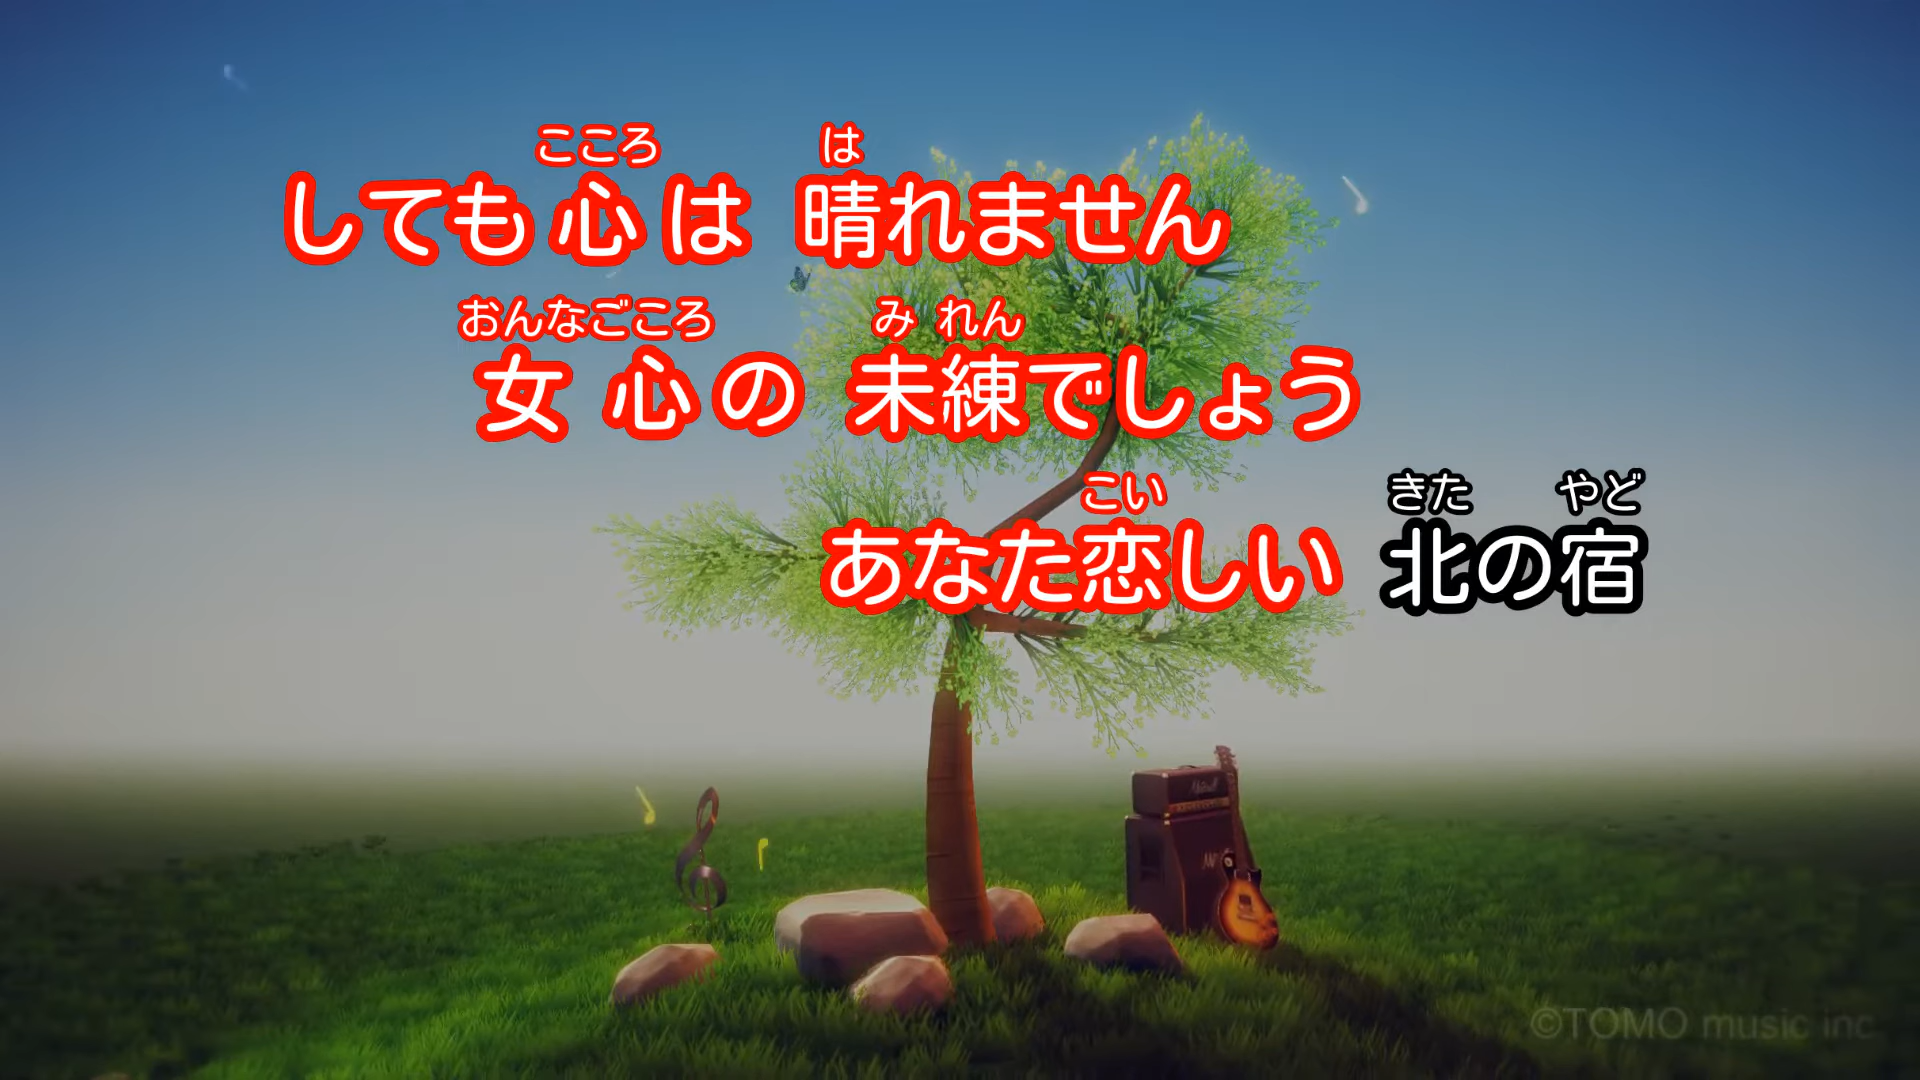 こころ は
しても心は 晴れません
おんなごころ み れん
女心の 未練でしょう
こい きた やど
あなた恋しい 北の宿
©TOMO music inc